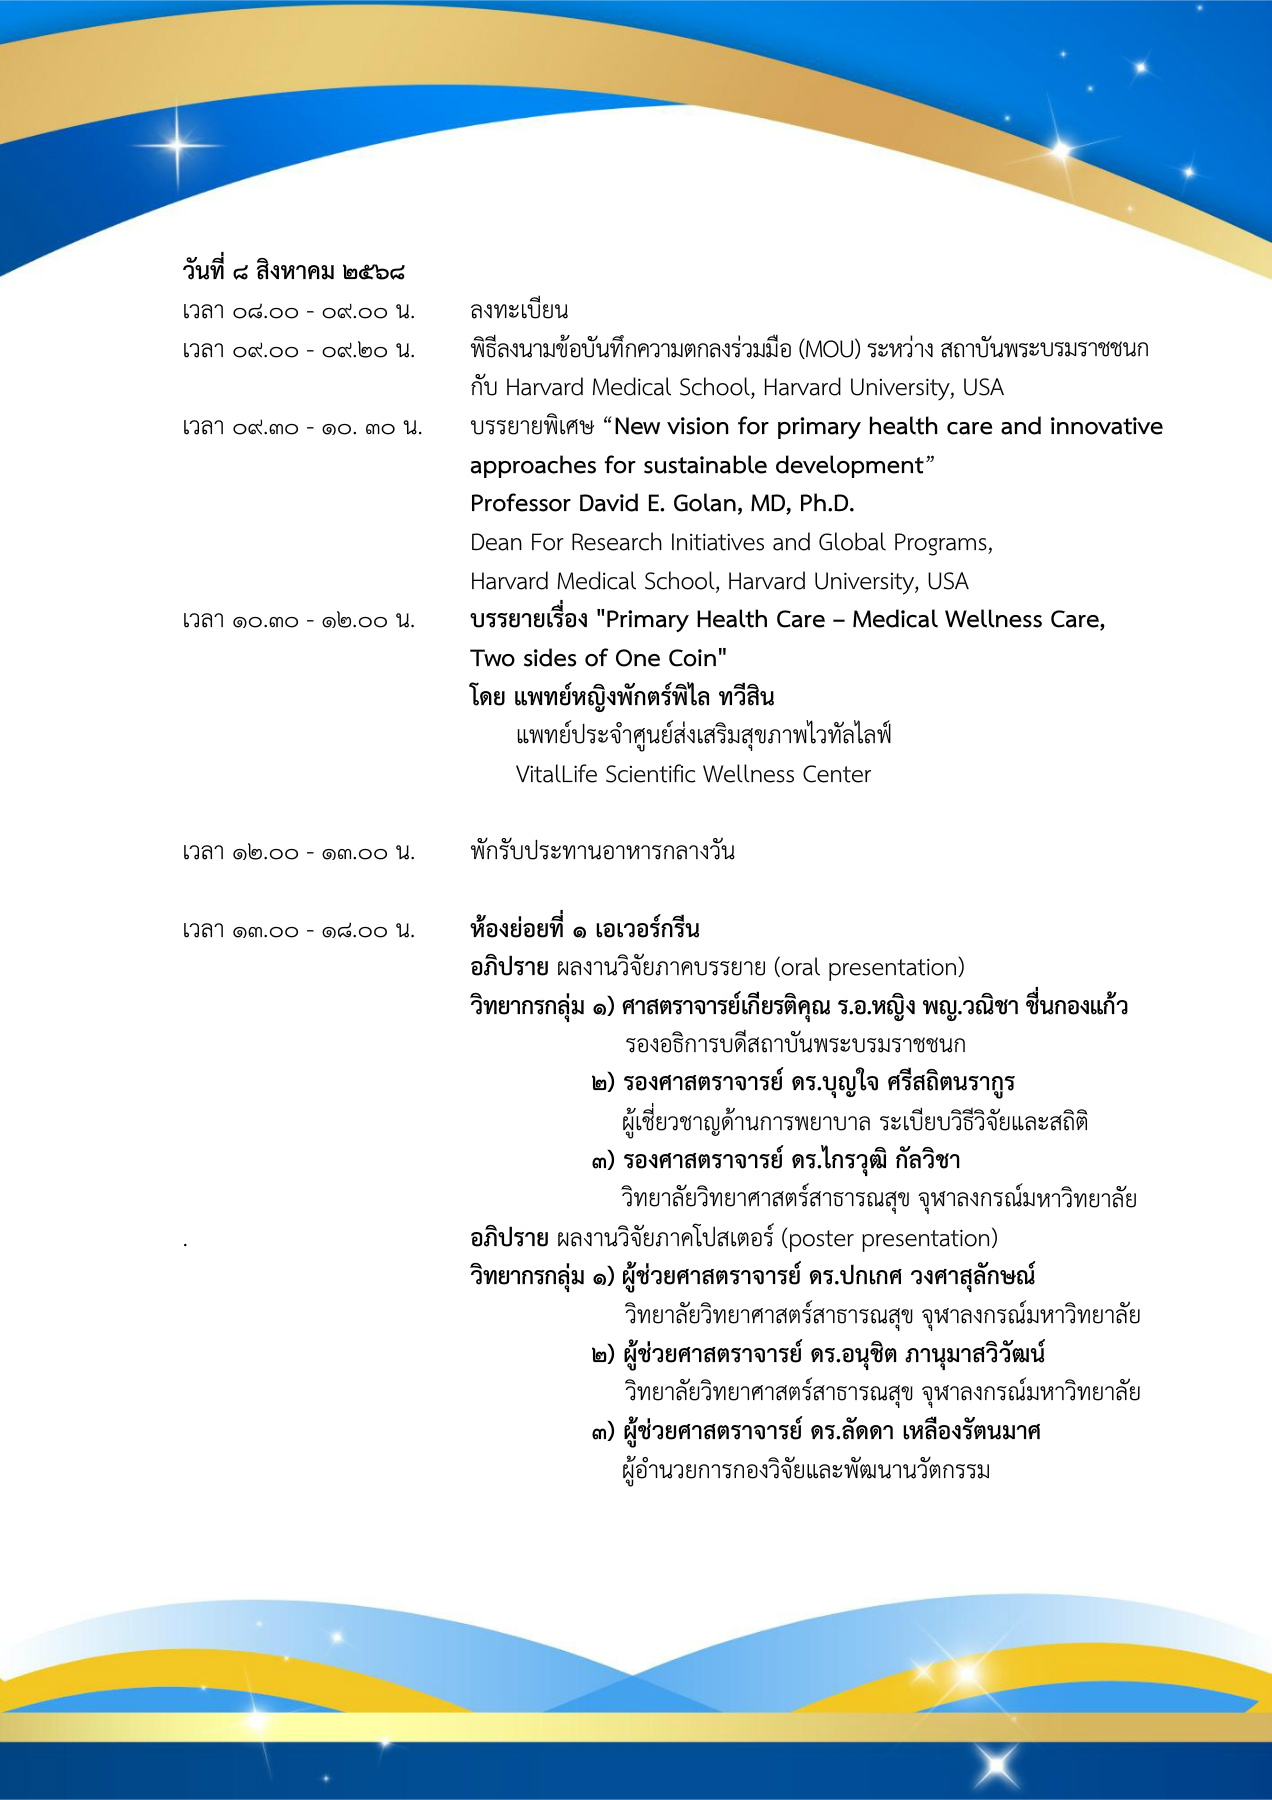 วันที่ ๘ สิงหาคม ๒๕๖๘
เวลา ๐๘.๐๐ - ๐๙.๐๐ น. ลงทะเบียน
เวลา ๐๙.๐๐ - ๐๙.๒๐ น. พิธีลงนามข้อบันทึกความตกลงร่วมมือ (MOU) ระหว่าง สถาบันพระบรมราชชนก
กับ Harvard Medical School, Harvard University, USA
เวลา ๐๙.๓๐ - ๑๐. ๓๐ น. บรรยายพิเศษ “New vision for primary health care and innovative
approaches for sustainable development”
Professor David E. Golan, MD, Ph.D.
Dean For Research Initiatives and Global Programs,
Harvard Medical School, Harvard University, USA
เวลา ๑๐.๓๐ - ๑๒.๐๐ น. บรรยายเรื่อง "Primary Health Care – Medical Wellness Care,
Two sides of One Coin"
โดย แพทย์หญิงพักตร์พิไล ทวีสิน
แพทย์ประจำศูนย์ส่งเสริมสุขภาพไวทัลไลฟ์
VitalLife Scientific Wellness Center
เวลา ๑๒.๐๐ - ๑๓.๐๐ น. พักรับประทานอาหารกลางวัน
เวลา ๑๓.๐๐ - ๑๘.๐๐ น. ห้องย่อยที่ ๑ เอเวอร์กรีน
อภิปราย ผลงานวิจัยภาคบรรยาย (oral presentation)
วิทยากรกลุ่ม ๑) ศาสตราจารย์เกียรติคุณ ร.อ.หญิง พญ.วณิชา ชื่นกองแก้ว
รองอธิการบดีสถาบันพระบรมราชชนก
๒) รองศาสตราจารย์ ดร.บุญใจ ศรีสถิตนรากูร
ผู้เชี่ยวชาญด้านการพยาบาล ระเบียบวิธีวิจัยและสถิติ
๓) รองศาสตราจารย์ ดร.ไกรวุฒิ กัลวิชา
วิทยาลัยวิทยาศาสตร์สาธารณสุข จุฬาลงกรณ์มหาวิทยาลัย
. อภิปราย ผลงานวิจัยภาคโปสเตอร์ (poster presentation)
วิทยากรกลุ่ม ๑) ผู้ช่วยศาสตราจารย์ ดร.ปกเกศ วงศาสุลักษณ์
วิทยาลัยวิทยาศาสตร์สาธารณสุข จุฬาลงกรณ์มหาวิทยาลัย
๒) ผู้ช่วยศาสตราจารย์ ดร.อนุชิต ภานุมาสวิวัฒน์
วิทยาลัยวิทยาศาสตร์สาธารณสุข จุฬาลงกรณ์มหาวิทยาลัย
๓) ผู้ช่วยศาสตราจารย์ ดร.ลัดดา เหลืองรัตนมาศ
ผู้อำนวยการกองวิจัยและพัฒนานวัตกรรม